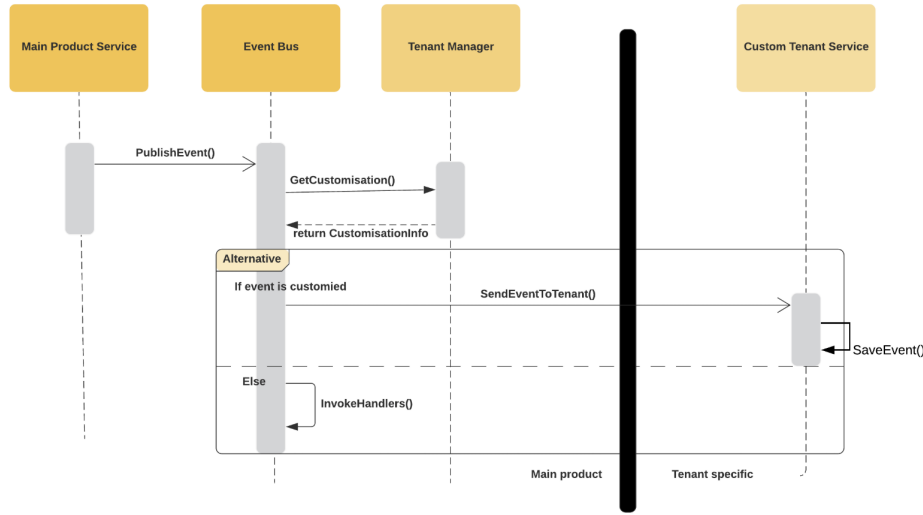 Main Product Service
Event Bus
Tenant Manager
Custom Tenant Service
PublishEvent()
GetCustomisation()
return CustomisationInfo
Alternative
If event is customied
SendEventToTenant()
SaveEvent()
Else
InvokeHandlers()
Main product
Tenant specific